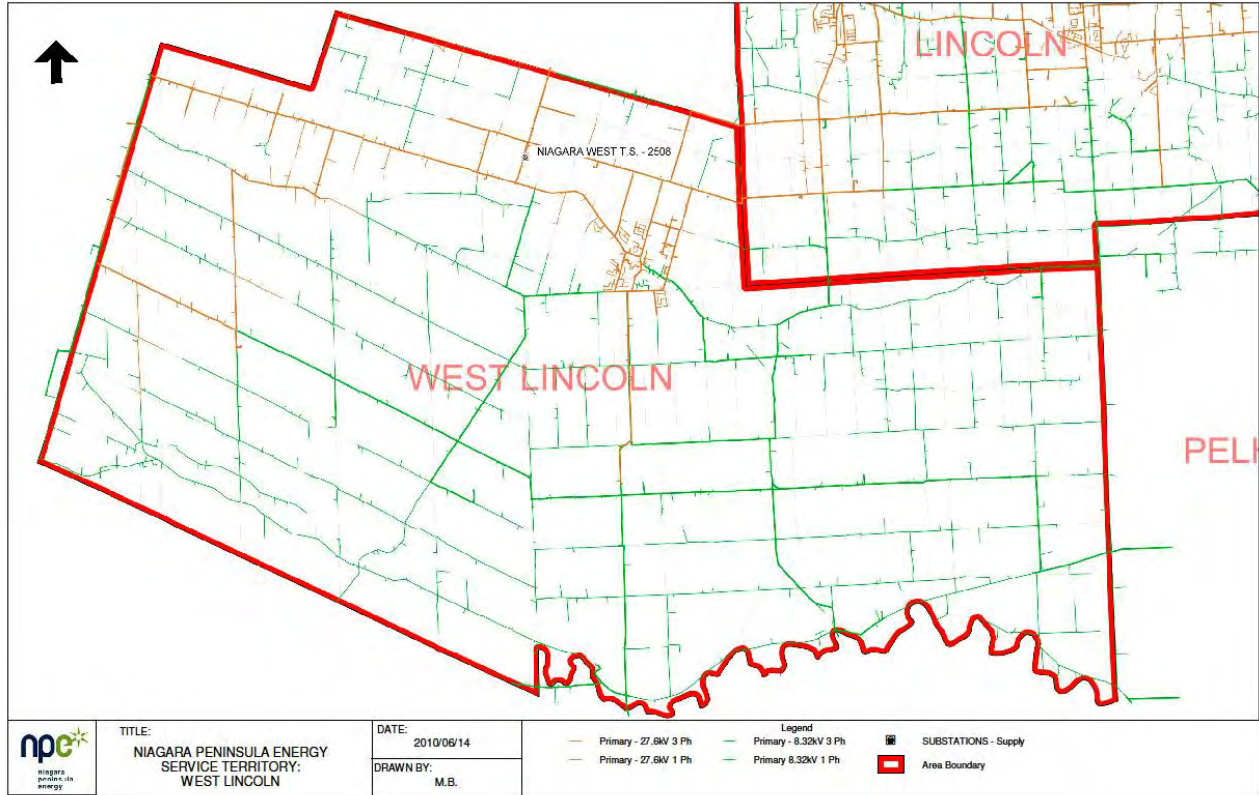 LINCOLN
NIAGARA WEST T.S. - 2508
WEST LINCOLN
PELH
npe
niagara
peninsula
energy
TITLE:
NIAGARA PENINSULA ENERGY
SERVICE TERRITORY:
WEST LINCOLN
DATE:
2010/06/14
DRAWN BY:
M.B.
Legend
Primary - 27.6kV 3 Ph
Primary - 8.32kV 3 Ph
SUBSTATIONS - Supply
Primary - 27.6kV 1 Ph
Primary 8.32kV 1 Ph
Area Boundary